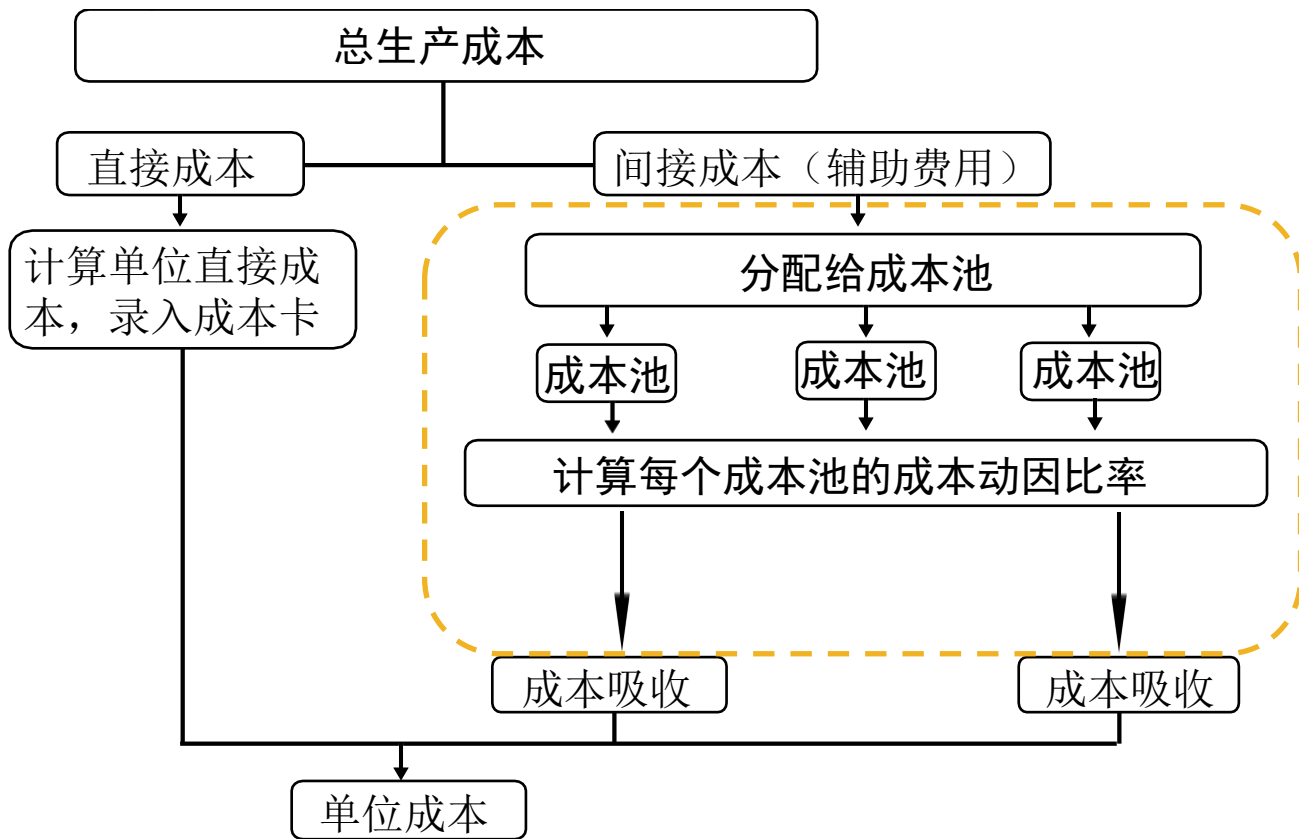 总生产成本
直接成本
间接成本（辅助费用）
计算单位直接成
本，录入成本卡
分配给成本池
成本池
成本池
成本池
计算每个成本池的成本动因比率
成本吸收
成本吸收
单位成本